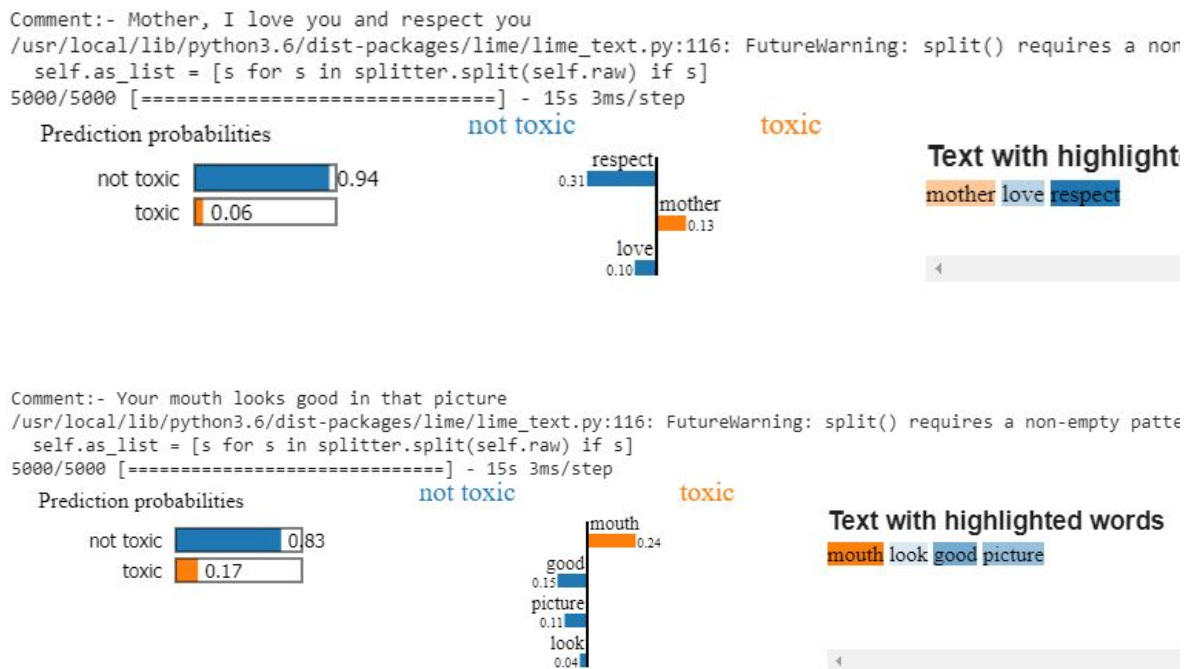 Comment:- Mother, I love you and respect you
/usr/local/lib/python3.6/dist-packages/lime/lime_text.py:116: FutureWarning: split() requires a
self.as_list = [s for s in splitter.split(self.raw) if s]
5000/5000 [==============================] - 15s 3ms/step
Prediction probabilities
not toxic 0.94
toxic 0.06
not toxic toxic
respect
0.31
mother
0.13
love
0.10
Text with
mother love respect
Comment:- Your mouth looks good in that picture
/usr/local/lib/python3.6/dist-packages/lime/lime_text.py:116: FutureWarning: split() requires a non-empty
self.as_list = [s for s in splitter.split(self.raw) if s]
5000/5000 [==============================] - 15s 3ms/step
Prediction probabilities
not toxic 0.83
toxic 0.17
not toxic toxic
mouth
0.24
good
0.15
picture
0.11
look
0.04
Text with highlighted words
mouth look good picture